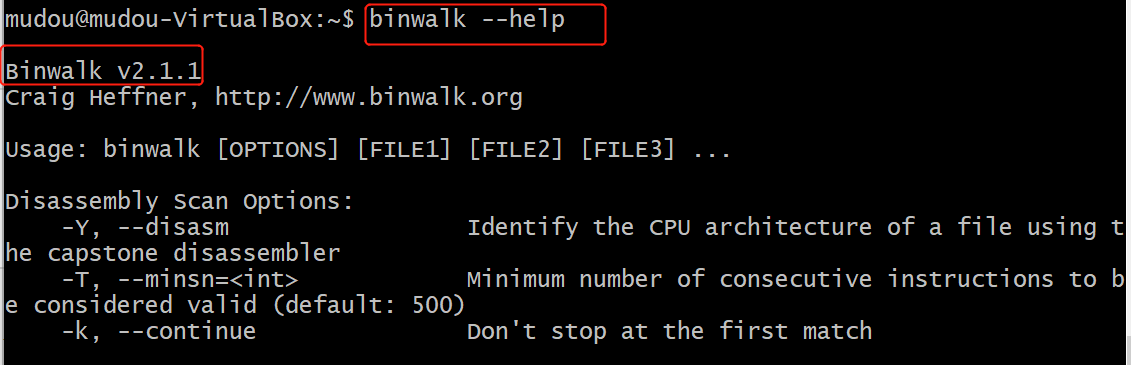 mudou@mudou-VirtualBox:~$ binwalk --help
Binwalk v2.1.1
Craig Heffner, http://www.binwalk.org
Usage: binwalk [OPTIONS] [FILE1] [FILE2] [FILE3] ...
Disassembly Scan Options:
-Y, --disasm Identify the CPU architecture of a file using t
he capstone disassembler
-T, --minsn=<int> Minimum number of consecutive instructions to b
e considered valid (default: 500)
-k, --continue Don't stop at the first match